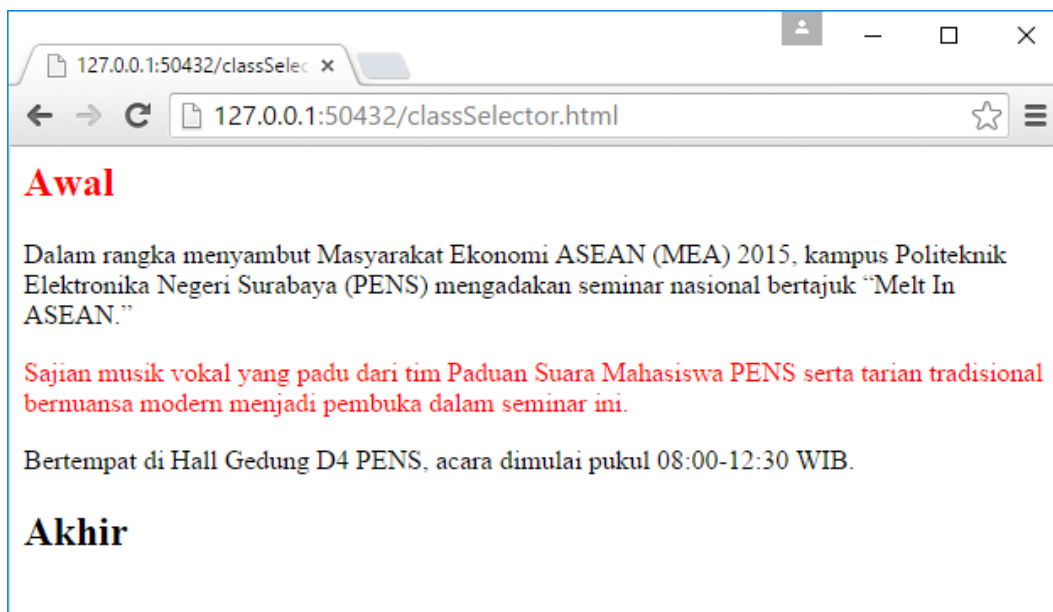 127.0.0.1:50432/classSelec
127.0.0.1:50432/classSelector.html
Awal
Dalam rangka menyambut Masyarakat Ekonomi ASEAN (MEA) 2015, kampus Politeknik
Elektronika Negeri Surabaya (PENS) mengadakan seminar nasional bertajuk “Melt In
ASEAN.”
Sajian musik vokal yang padu dari tim Paduan Suara Mahasiswa PENS serta tarian tradisional
bernuansa modern menjadi pembuka dalam seminar ini.
Bertempat di Hall Gedung D4 PENS, acara dimulai pukul 08:00-12:30 WIB.
Akhir